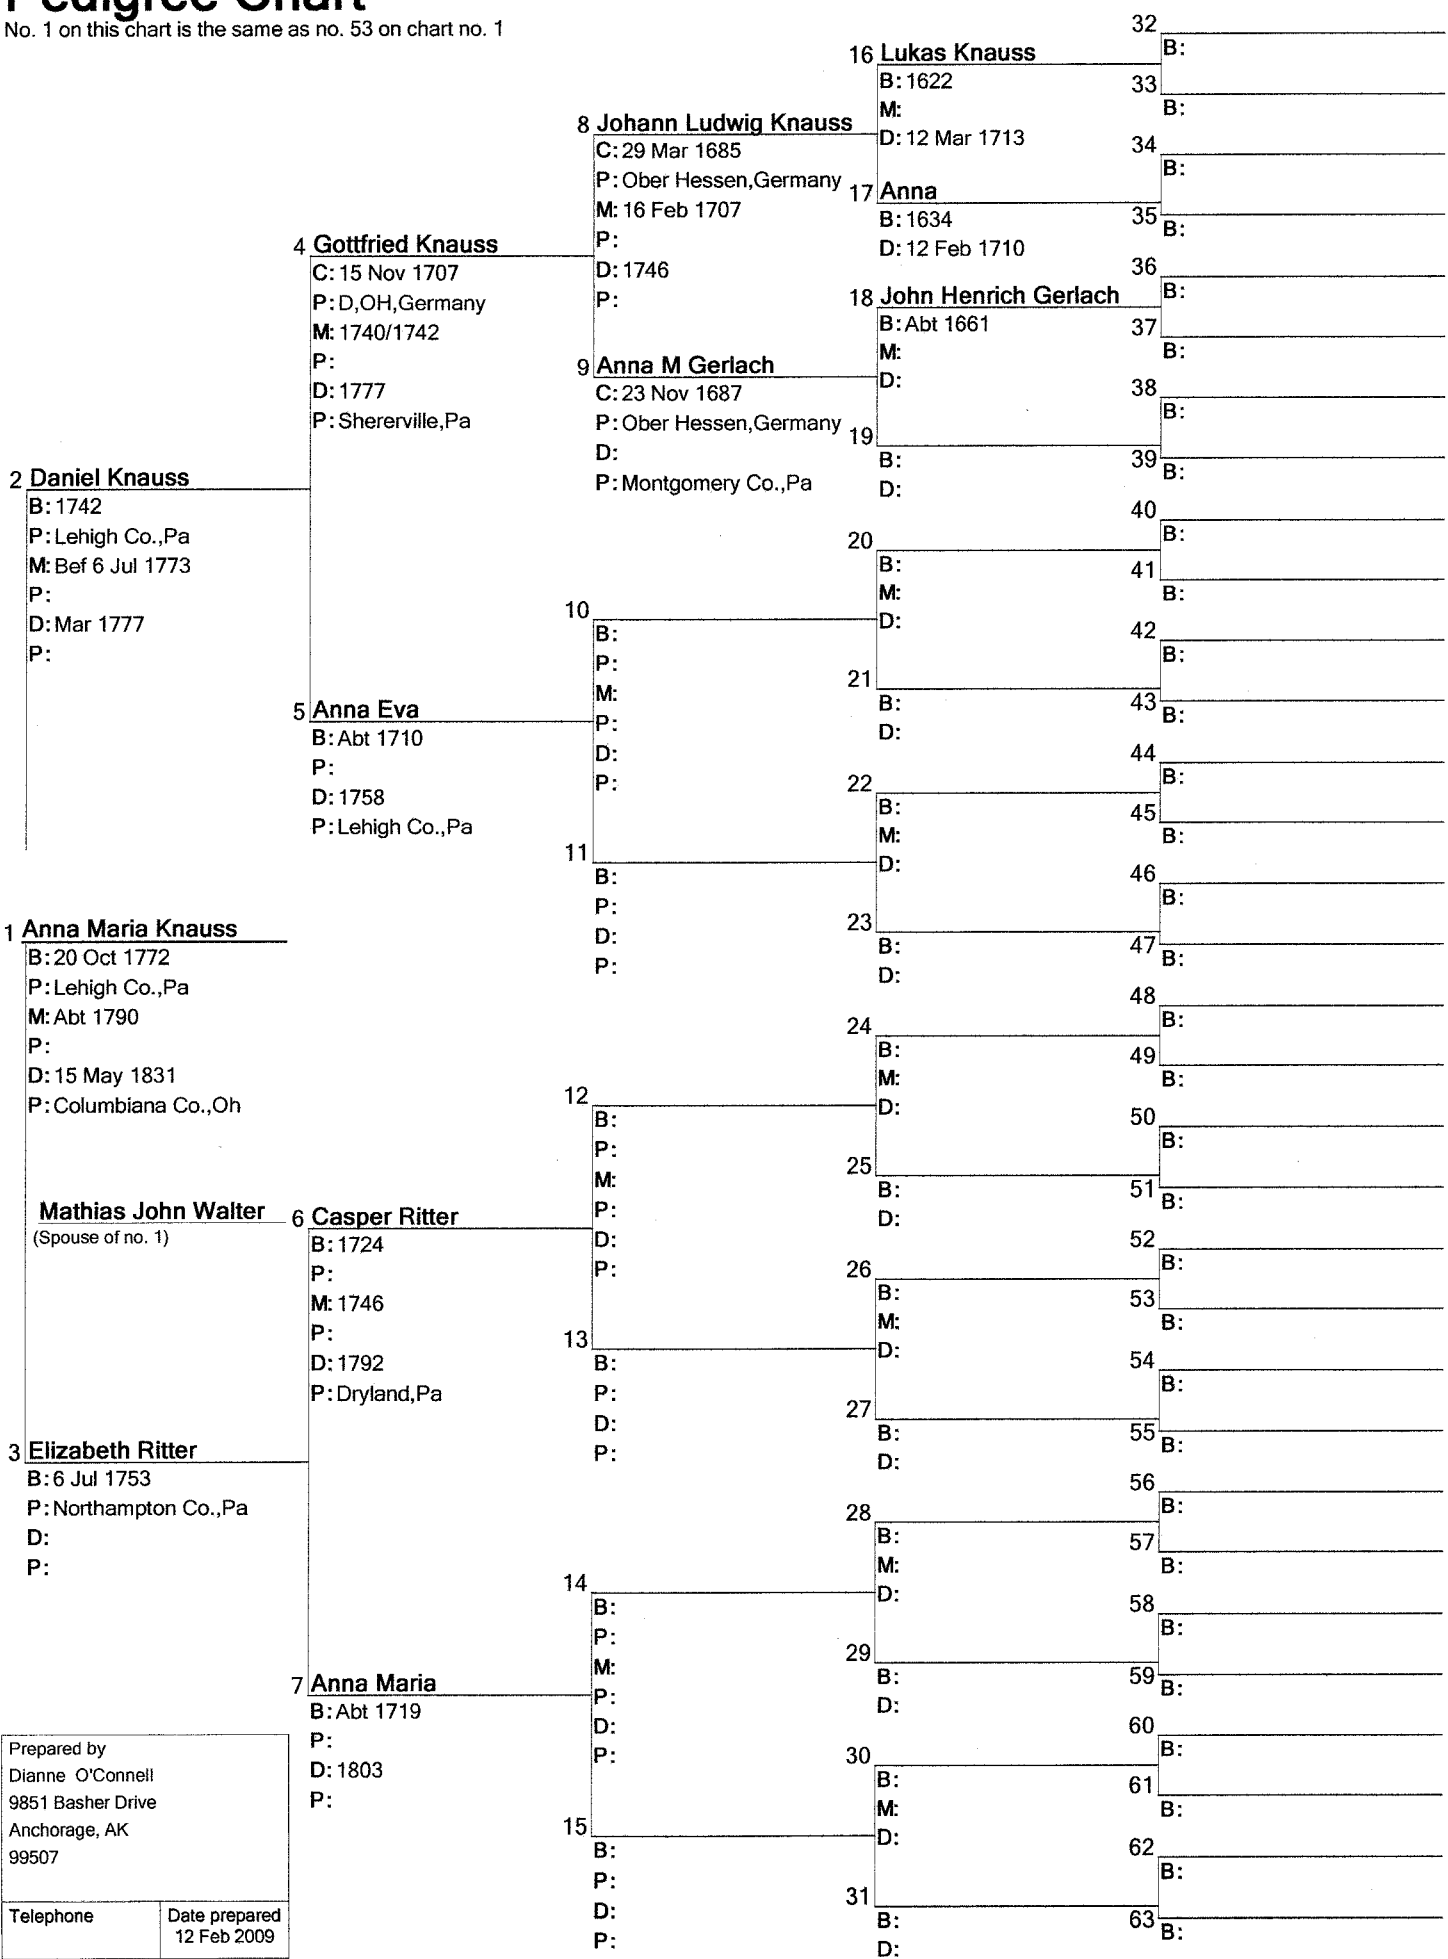 Pedigree Chart
No. 1 on this chart is the same as no. 53 on chart no. 1
1 Anna Maria Knauss
B: 20 Oct 1772
P: Lehigh Co.,Pa
M: Abt 1790
P:
D: 15 May 1831
P: Columbiana Co.,Oh
Mathias John Walter
(Spouse of no. 1)
2 Daniel Knauss
B: 1742
P: Lehigh Co.,Pa
M: Bef 6 Jul 1773
P:
D: Mar 1777
P:
3 Elizabeth Ritter
B: 6 Jul 1753
P: Northampton Co.,Pa
D:
P:
4 Gottfried Knauss
C: 15 Nov 1707
P: D,OH,Germany
M: 1740/1742
P:
D: 1777
P: Shererville,Pa
5 Anna Eva
B: Abt 1710
P:
D: 1758
P: Lehigh Co.,Pa
6 Casper Ritter
B: 1724
P:
M: 1746
P:
D: 1792
P: Dryland,Pa
7 Anna Maria
B: Abt 1719
P:
D: 1803
P:
8 Johann Ludwig Knauss
C: 29 Mar 1685
P: Ober Hessen,Germany
M: 16 Feb 1707
P:
D: 1746
P:
9 Anna M Gerlach
C: 23 Nov 1687
P: Ober Hessen,Germany
D:
P: Montgomery Co.,Pa
10
B:
P:
M:
P:
D:
P:
11
B:
P:
D:
P:
12
B:
P:
M:
P:
D:
P:
13
B:
P:
D:
P:
14
B:
P:
M:
P:
D:
P:
15
B:
P:
D:
P:
16 Lukas Knauss
B: 1622
M:
D: 12 Mar 1713
17 Anna
B: 1634
D: 12 Feb 1710
18 John Henrich Gerlach
B: Abt 1661
M:
D:
19
B:
D:
20
B:
M:
D:
21
B:
D:
22
B:
M:
D:
23
B:
D:
24
B:
M:
D:
25
B:
D:
26
B:
M:
D:
27
B:
D:
28
B:
M:
D:
29
B:
D:
30
B:
M:
D:
31
B:
D:
32
B:
33
B:
34
B:
35
B:
36
B:
37
B:
38
B:
39
B:
40
B:
41
B:
42
B:
43
B:
44
B:
45
B:
46
B:
47
B:
48
B:
49
B:
50
B:
51
B:
52
B:
53
B:
54
B:
55
B:
56
B:
57
B:
58
B:
59
B:
60
B:
61
B:
62
B:
63
B:
Prepared by
Dianne O'Connell
9851 Basher Drive
Anchorage, AK
99507
Telephone
Date prepared
12 Feb 2009